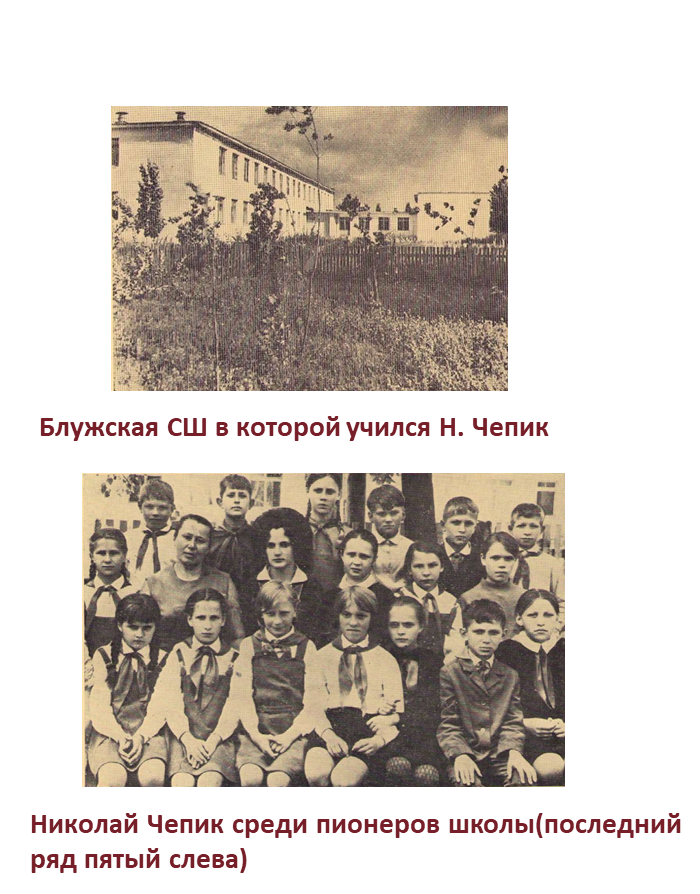 Блужская СШ в которой учился Н. Чепик
Николай Чепик среди пионеров школы(последний
ряд пятый слева)